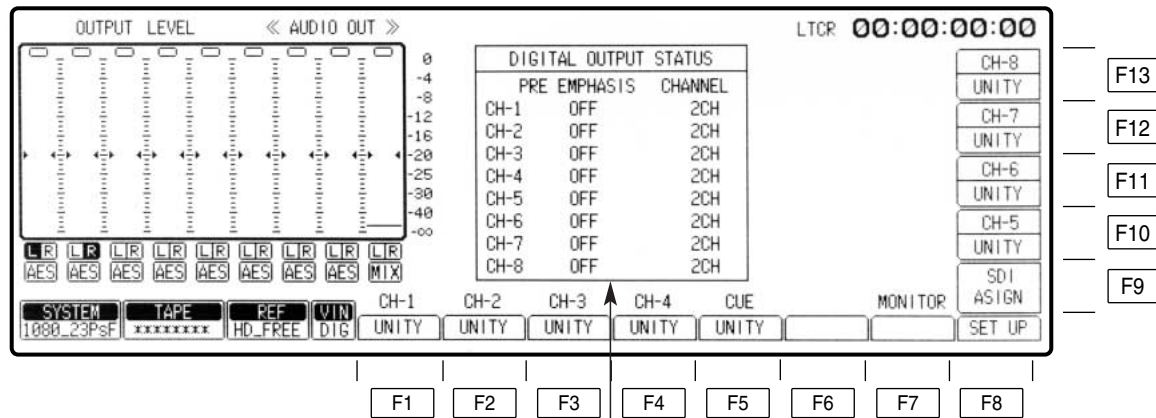 OUTPUT LEVEL ≪ AUDIO OUT ≫ LTCR 00:00:00:00
0
-4
-8
-12
-16
-20
-25
-30
-40
-∞
L R L R L R L R L R L R L R L R L R
AES AES AES AES AES AES AES AES MIX
DIGITAL OUTPUT STATUS
PRE EMPHASIS CHANNEL
CH-1 OFF 2CH
CH-2 OFF 2CH
CH-3 OFF 2CH
CH-4 OFF 2CH
CH-5 OFF 2CH
CH-6 OFF 2CH
CH-7 OFF 2CH
CH-8 OFF 2CH
CH-8
UNITY
F13
CH-7
UNITY
F12
CH-6
UNITY
F11
CH-5
UNITY
F10
SDI
ASIGN
F9
SYSTEM TAPE REF VIN CH-1 CH-2 CH-3 CH-4 CUE MONITOR
1080_23PsF ******** HD_FREE DIG UNITY UNITY UNITY UNITY UNITY SET UP
F1 F2 F3 F4 F5 F6 F7 F8